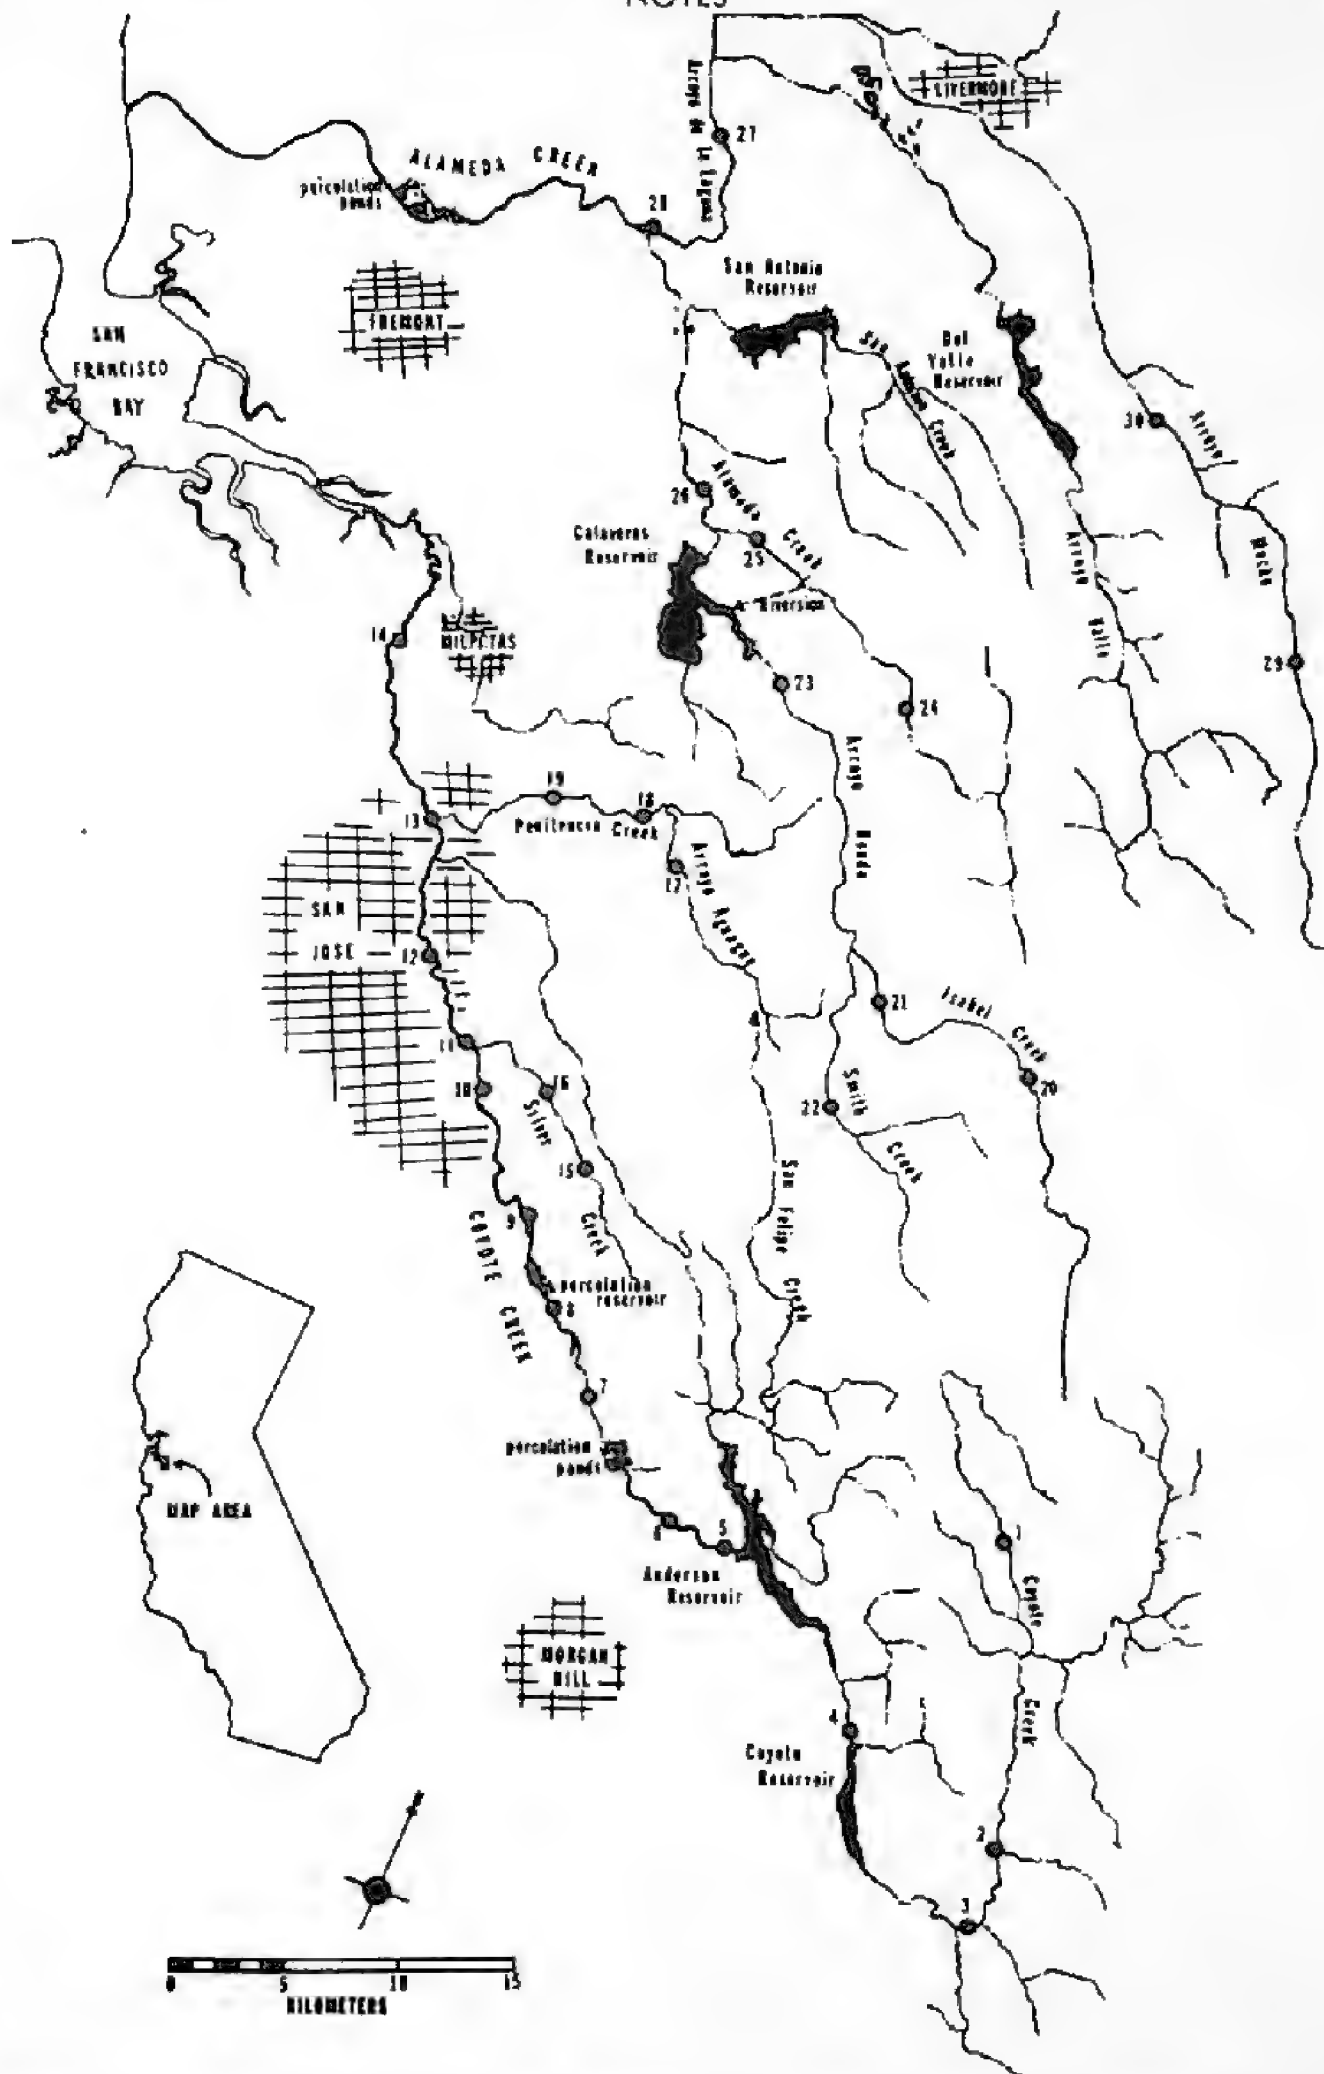 NOTES
LIVERMORE
Arroyo de la Laguna
27
ALAMEDA CREEK
percolation
ponds
28
San Antonio
Reservoir
FREMONT
SAN
FRANCISCO
BAY
San Antonio Creek
Del
Valle
Reservoir
30
Arroyo
Mocho
26
Alameda
Creek
25
Calaveras
Reservoir
Diversion
Arroyo
Valle
14
MILPITAS
23
24
29
Arroyo
Hondo
19
18
Penitencia Creek
13
17
Arroyo Aguague
SAN
JOSE
12
21
Isabel
Creek
20
11
10
16
Silver
15
Creek
22
Smith
Creek
San Felipe
Creek
9
COYOTE CREEK
percolation
reservoir
8
7
percolation
ponds
MAP AREA
6
5
1
Coyote
Creek
Anderson
Reservoir
MORGAN
HILL
4
Coyote
Reservoir
2
3
0 5 10 15
KILOMETERS